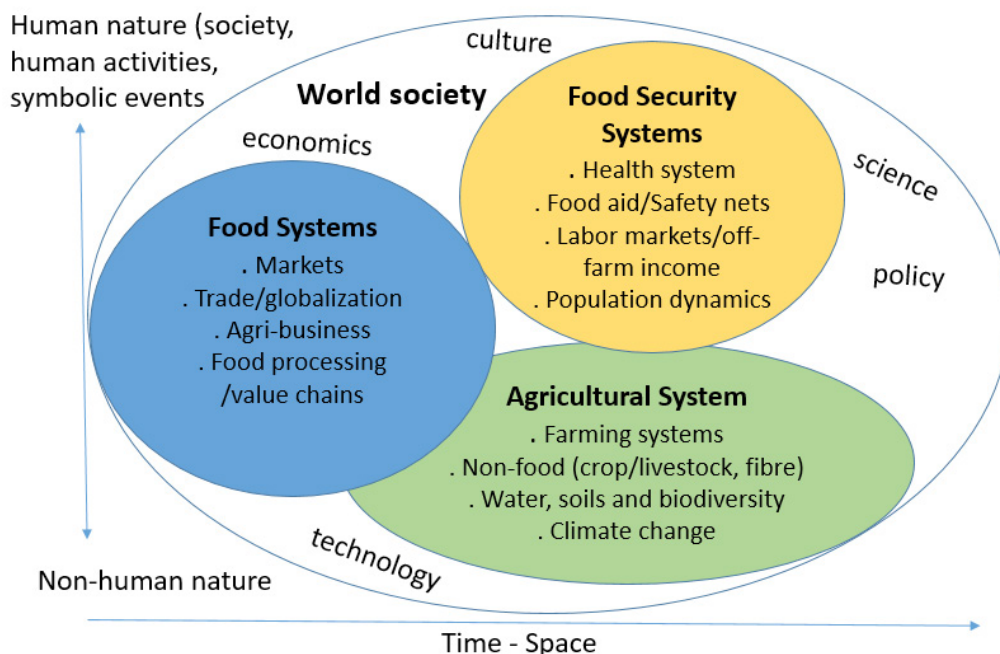 Human nature (society,
human activities,
symbolic events
culture
World society
economics
science
policy
Food Security
Systems
. Health system
. Food aid/Safety nets
. Labor markets/off-
farm income
. Population dynamics
Food Systems
. Markets
. Trade/globalization
. Agri-business
. Food processing
/value chains
Agricultural System
. Farming systems
. Non-food (crop/livestock, fibre)
. Water, soils and biodiversity
. Climate change
technology
Non-human nature
Time - Space